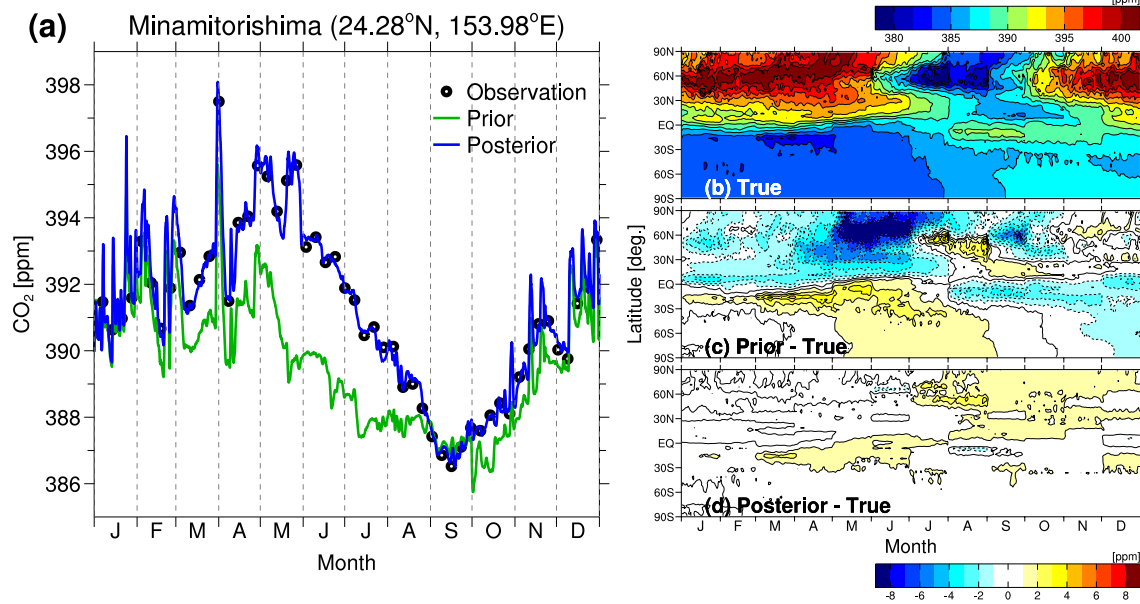 (a) Minamitorishima (24.28°N, 153.98°E)
398
396
394
392
390
388
386
CO₂ [ppm]
Observation
Prior
Posterior
J F M A M J J A S O N D
Month
[ppm]
380 385 390 395 400
90N
60N
30N
EQ
30S
60S
90S
(b) True
90N
60N
30N
EQ
30S
60S
90S
(c) Prior - True
Latitude [deg.]
90N
60N
30N
EQ
30S
60S
90S
(d) Posterior - True
J F M A M J J A S O N D
Month
[ppm]
-8 -6 -4 -2 0 2 4 6 8